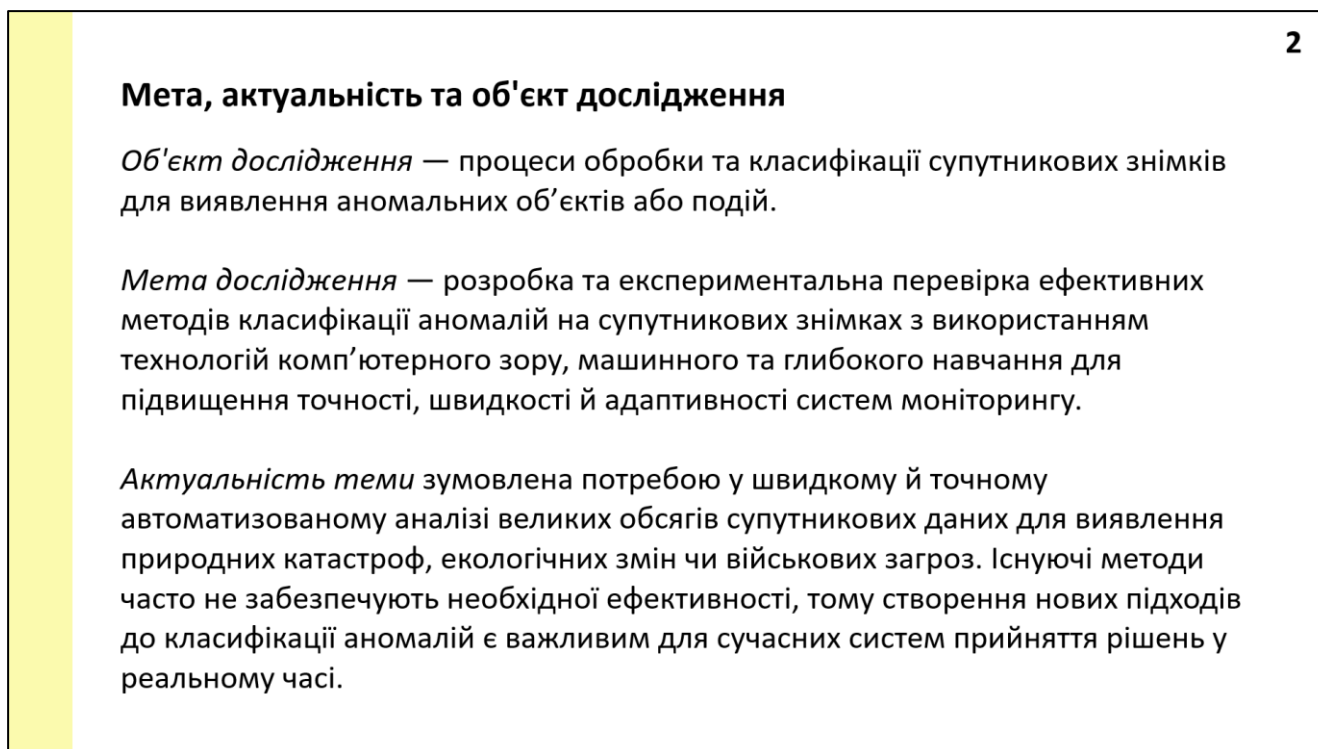 2
Мета, актуальність та об'єкт дослідження
Об'єкт дослідження — процеси обробки та класифікації супутникових знімків
для виявлення аномальних об’єктів або подій.
Мета дослідження — розробка та експериментальна перевірка ефективних
методів класифікації аномалій на супутникових знімках з використанням
технологій комп’ютерного зору, машинного та глибокого навчання для
підвищення точності, швидкості й адаптивності систем моніторингу.
Актуальність теми зумовлена потребою у швидкому й точному
автоматизованому аналізі великих обсягів супутникових даних для виявлення
природних катастроф, екологічних змін чи військових загроз. Існуючі методи
часто не забезпечують необхідної ефективності, тому створення нових підходів
до класифікації аномалій є важливим для сучасних систем прийняття рішень у
реальному часі.